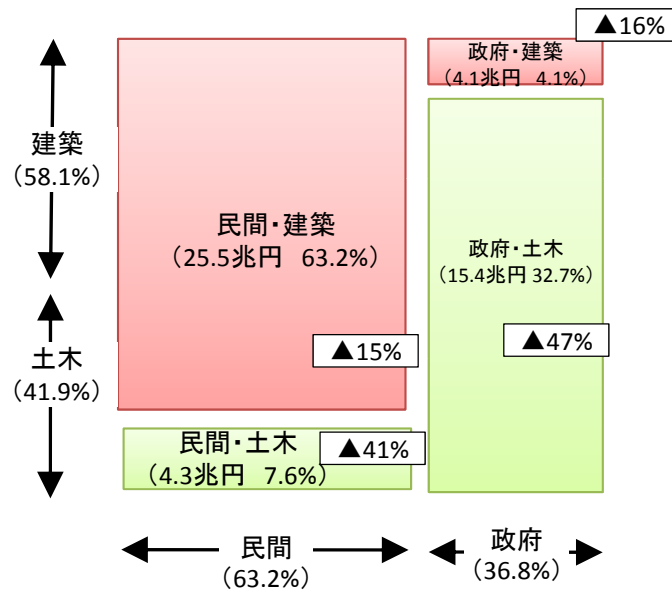 ▲16%
政府・建築
（4.1兆円 4.1%）
建築
（58.1%）
民間・建築
（25.5兆円 63.2%）
政府・土木
（15.4兆円 32.7%）
▲15%
▲47%
土木
（41.9%）
民間・土木
（4.3兆円 7.6%）
▲41%
民間
（63.2%）
政府
（36.8%）